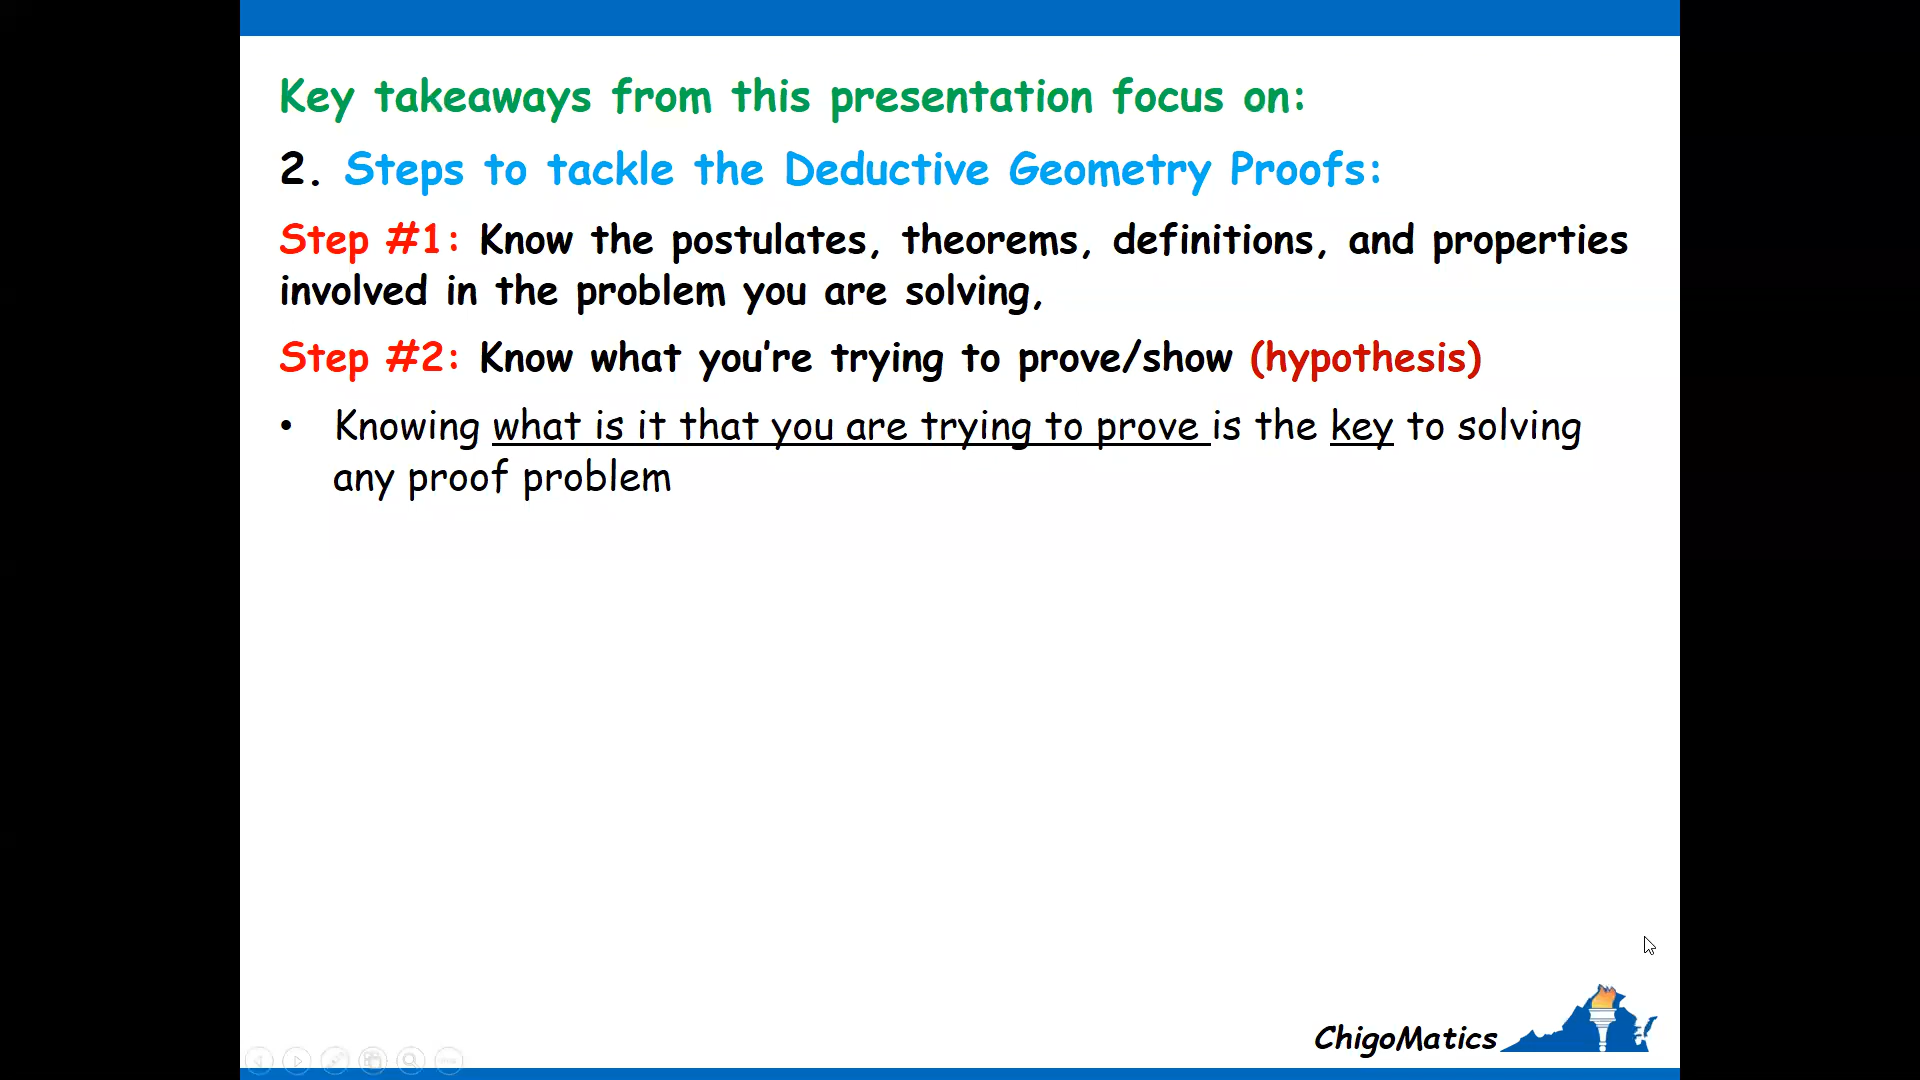 Key takeaways from this presentation focus on:
2. Steps to tackle the Deductive Geometry Proofs:
Step #1: Know the postulates, theorems, definitions, and properties
involved in the problem you are solving,
Step #2: Know what you're trying to prove/show (hypothesis)
• Knowing what is it that you are trying to prove is the key to solving
any proof problem
ChigoMatics